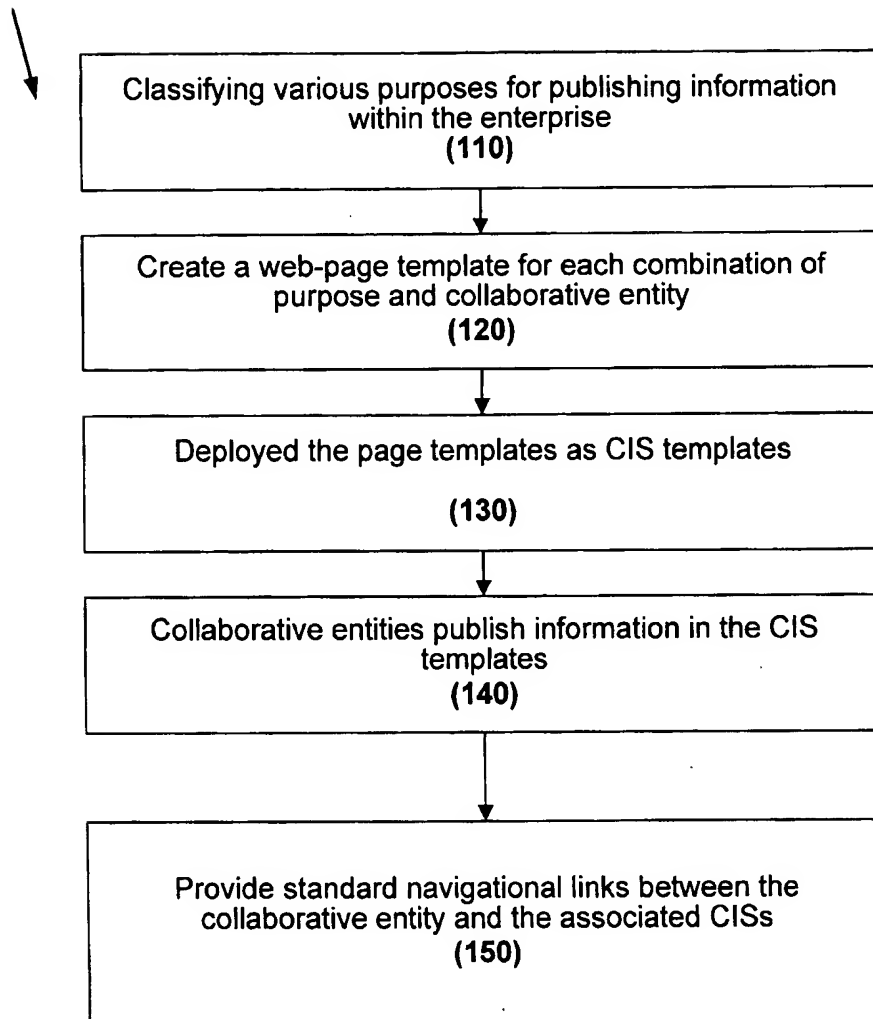 Classifying various purposes for publishing information
within the enterprise
(110)
Create a web-page template for each combination of
purpose and collaborative entity
(120)
Deployed the page templates as CIS templates
(130)
Collaborative entities publish information in the CIS
templates
(140)
Provide standard navigational links between the
collaborative entity and the associated CISs
(150)